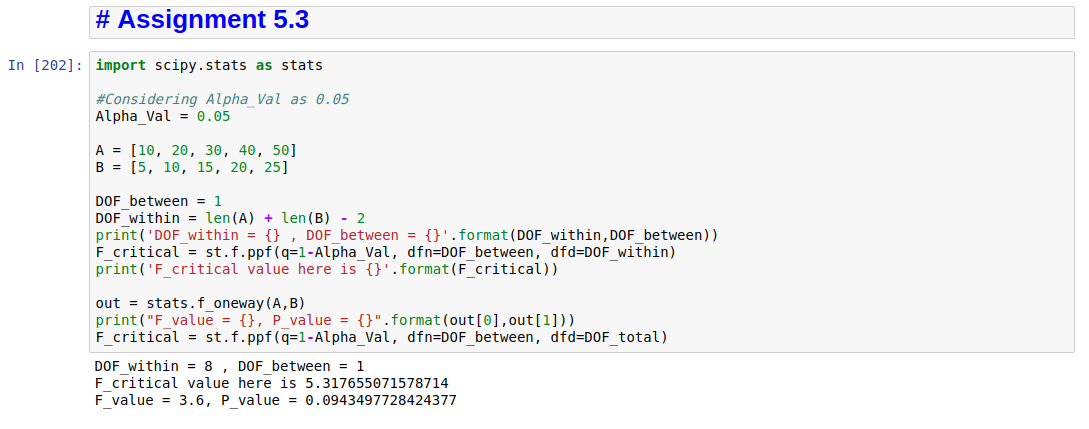 # Assignment 5.3
In [202]:
import scipy.stats as stats
#Considering Alpha_Val as 0.05
Alpha_Val = 0.05
A = [10, 20, 30, 40, 50]
B = [5, 10, 15, 20, 25]
DOF_between = 1
DOF_within = len(A) + len(B) - 2
print('DOF_within = {} , DOF_between = {}'.format(DOF_within,DOF_between))
F_critical = st.f.ppf(q=1-Alpha_Val, dfn=DOF_between, dfd=DOF_within)
print('F_critical value here is {}'.format(F_critical))
out = stats.f_oneway(A,B)
print("F_value = {}, P_value = {}".format(out[0],out[1]))
F_critical = st.f.ppf(q=1-Alpha_Val, dfn=DOF_between, dfd=DOF_total)
DOF_within = 8 , DOF_between = 1
F_critical value here is 5.317655071578714
F_value = 3.6, P_value = 0.0943497728424377